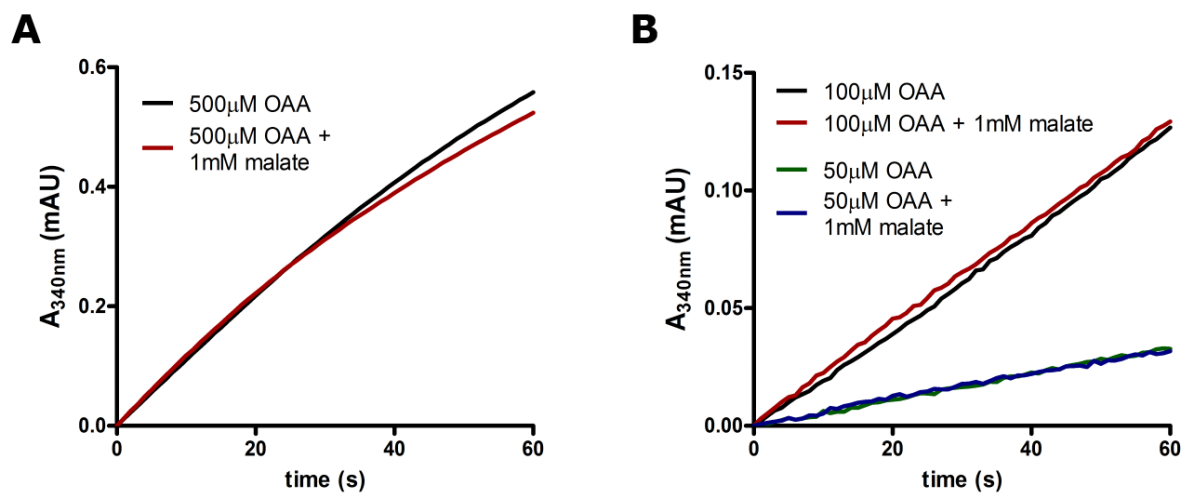 A
0.6
0.4
0.2
0.0
A340nm (mAU)
500µM OAA
500µM OAA +
1mM malate
0
20
40
60
time (s)
B
0.15
0.10
0.05
0.00
A340nm (mAU)
100µM OAA
100µM OAA + 1mM malate
50µM OAA
50µM OAA +
1mM malate
0
20
40
60
time (s)